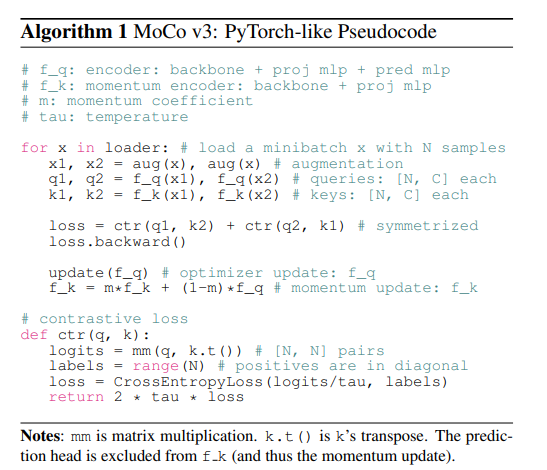 Algorithm 1 MoCo v3: PyTorch-like Pseudocode
# f_q: encoder: backbone + proj mlp + pred mlp
# f_k: momentum encoder: backbone + proj mlp
# m: momentum coefficient
# tau: temperature
for x in loader: # load a minibatch x with N samples
x1, x2 = aug(x), aug(x) # augmentation
q1, q2 = f_q(x1), f_q(x2) # queries: [N, C] each
k1, k2 = f_k(x1), f_k(x2) # keys: [N, C] each
loss = ctr(q1, k2) + ctr(q2, k1) # symmetrized
loss.backward()
update(f_q) # optimizer update: f_q
f_k = m*f_k + (1-m)*f_q # momentum update: f_k
# contrastive loss
def ctr(q, k):
logits = mm(q, k.t()) # [N, N] pairs
labels = range(N) # positives are in diagonal
loss = CrossEntropyLoss(logits/tau, labels)
return 2 * tau * loss
Notes: mm is matrix multiplication. k.t() is k's transpose. The predic-
tion head is excluded from f_k (and thus the momentum update).